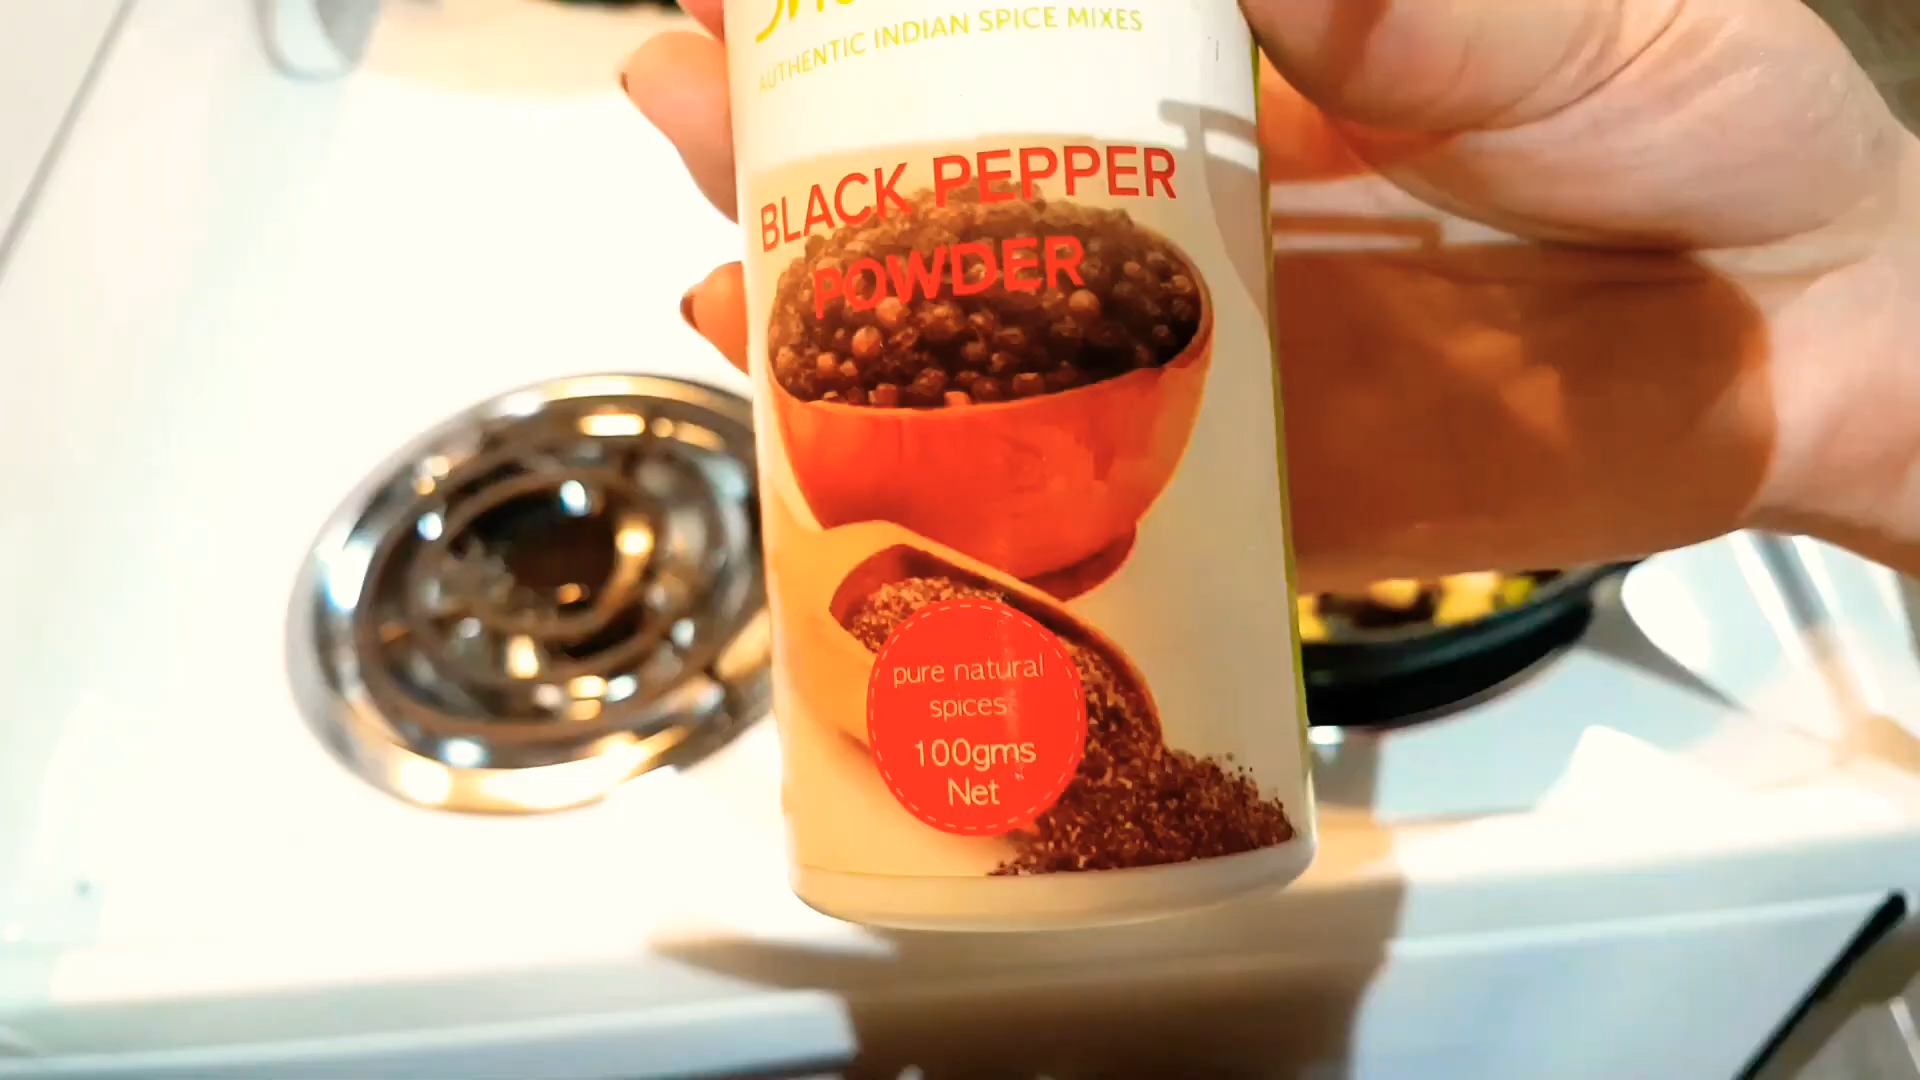 AUTHENTIC INDIAN SPICE MIXES
BLACK PEPPER
POWDER
pure natural
spices
100gms
Net